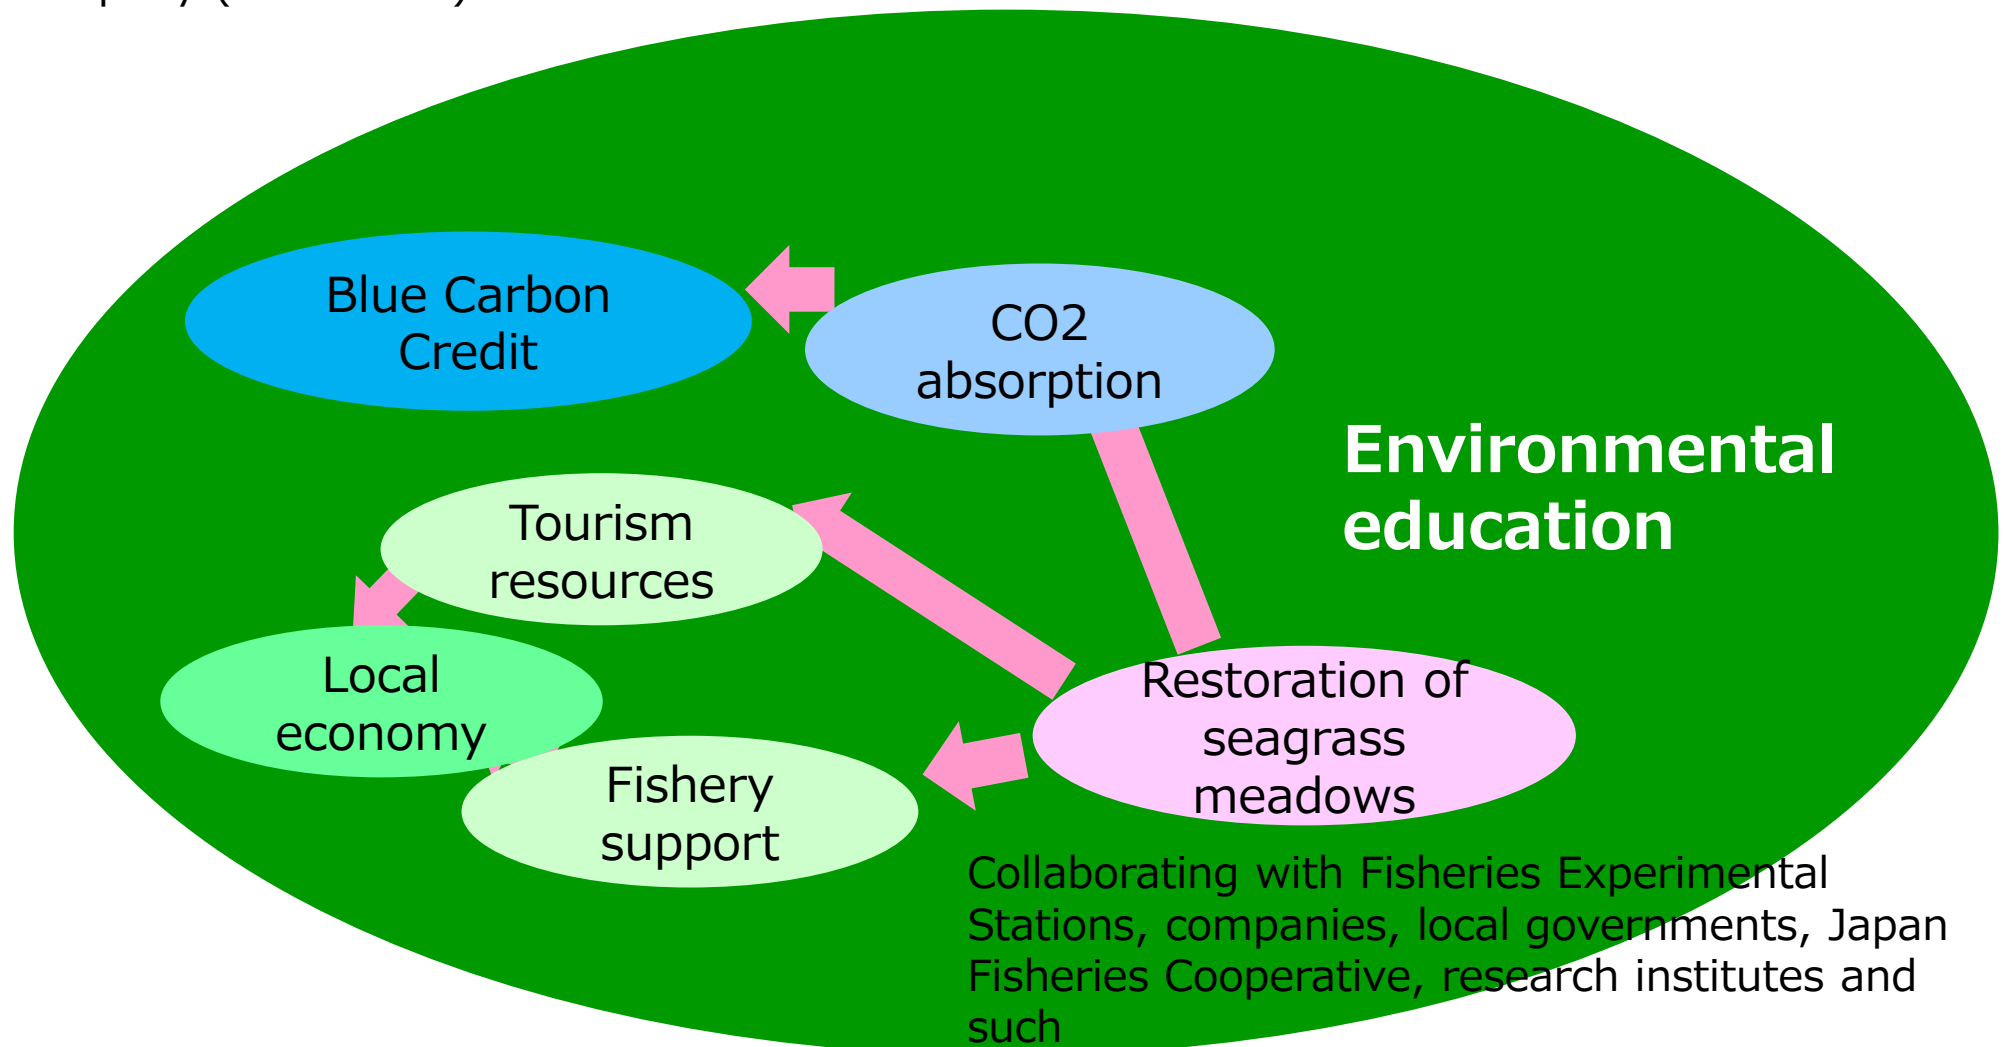 Blue Carbon
Credit
CO2
absorption
Environmental
education
Tourism
resources
Local
economy
Restoration of
seagrass
meadows
Fishery
support
Collaborating with Fisheries Experimental
Stations, companies, local governments, Japan
Fisheries Cooperative, research institutes and
such